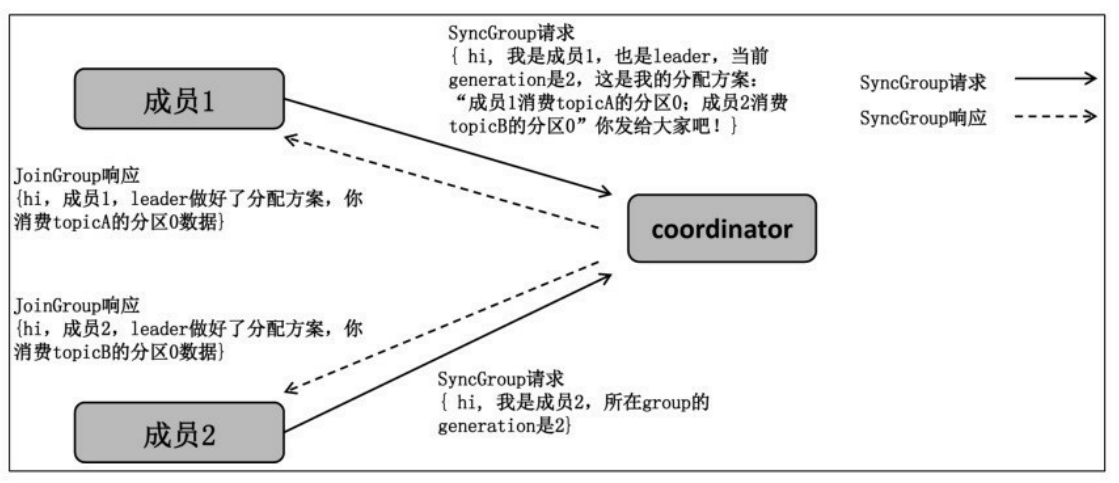 SyncGroup请求
{ hi, 我是成员1，也是leader，当前
generation是2，这是我的分配方案：
“成员1消费topicA的分区0；成员2消费
topicB的分区0”你发给大家吧！}
SyncGroup请求
SyncGroup响应
成员1
JoinGroup响应
{hi，成员1，leader做好了分配方案，你
消费topicA的分区0数据}
coordinator
JoinGroup响应
{hi，成员2，leader做好了分配方案，你
消费topicB的分区0数据}
SyncGroup请求
{ hi, 我是成员2，所在group的
generation是2}
成员2